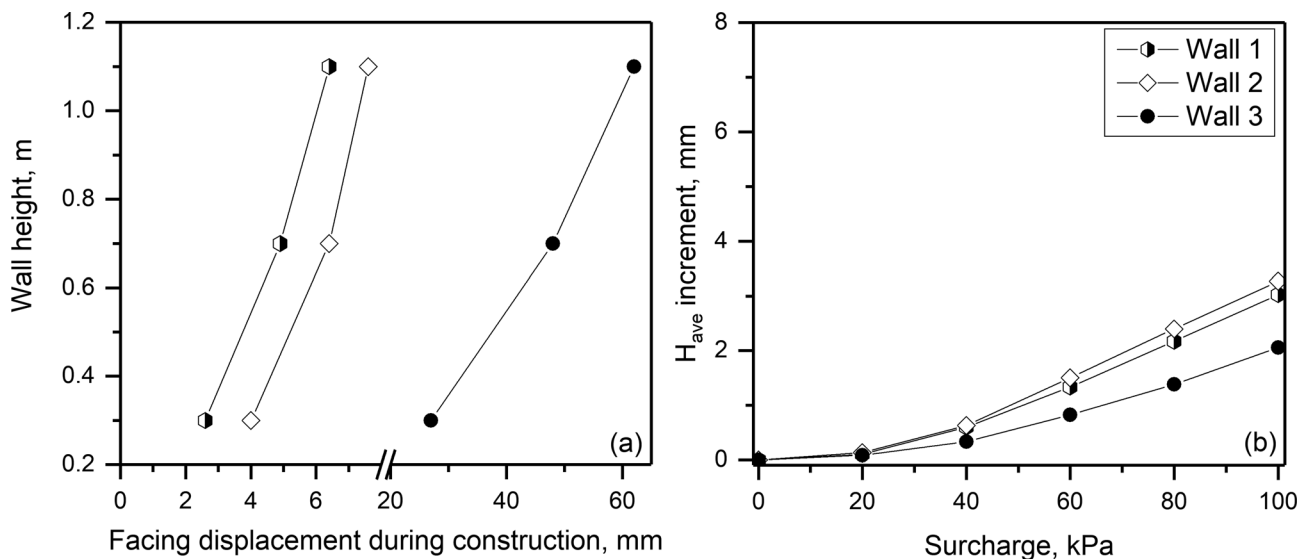 1.2
1.0
0.8
0.6
0.4
0.2
Wall height, m
0 2 4 6 20 40 60
Facing displacement during construction, mm
(a)
8
6
4
2
0
H_ave increment, mm
Wall 1
Wall 2
Wall 3
(b)
0 20 40 60 80 100
Surcharge, kPa